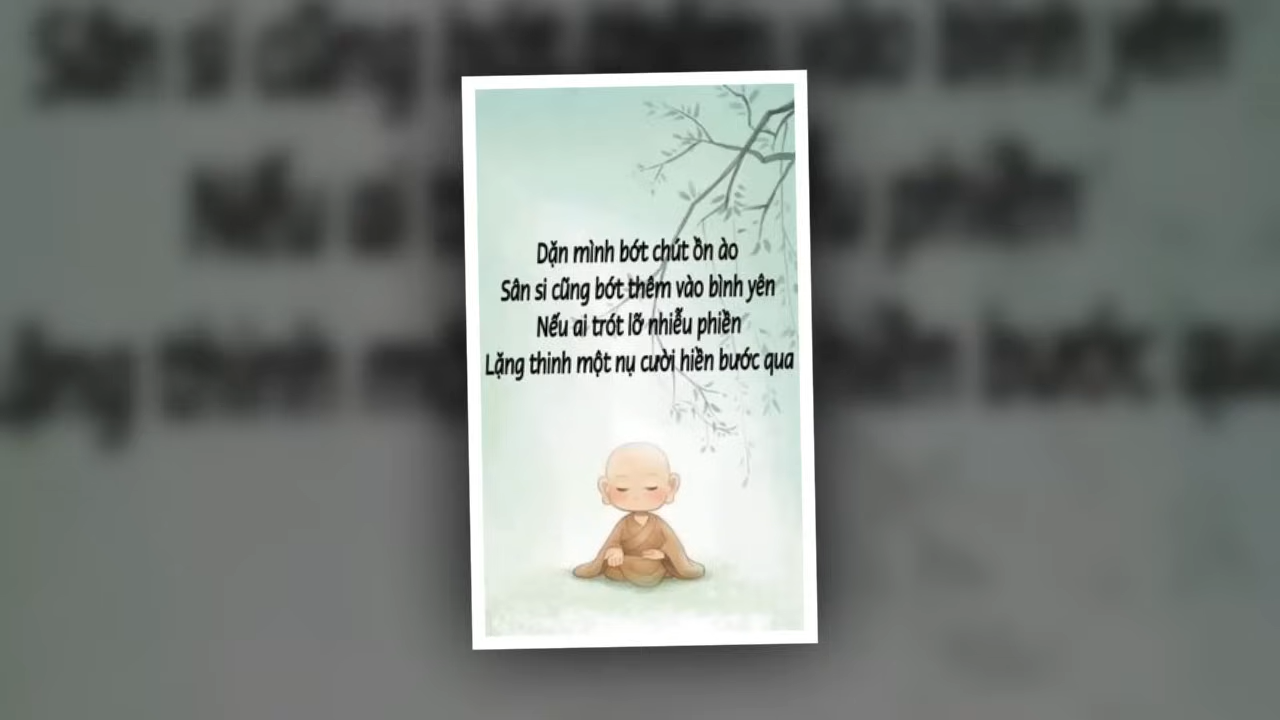 Dặn mình bớt chút ồn ào
Sân si cũng bớt thêm vào bình yên
Nếu ai trót lỡ nhiễu phiền
Lặng thinh một nụ cười hiền bước qua